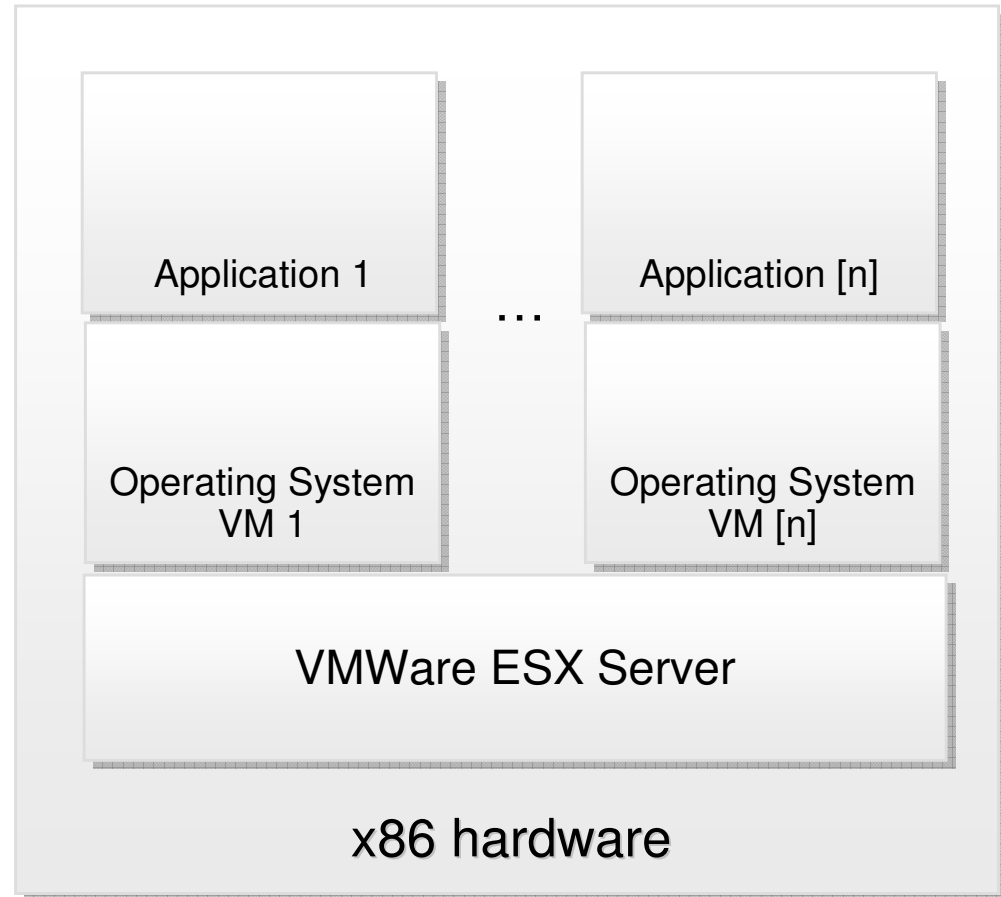 Application 1
Application [n]
…
Operating System
VM 1
Operating System
VM [n]
VMWare ESX Server
x86 hardware